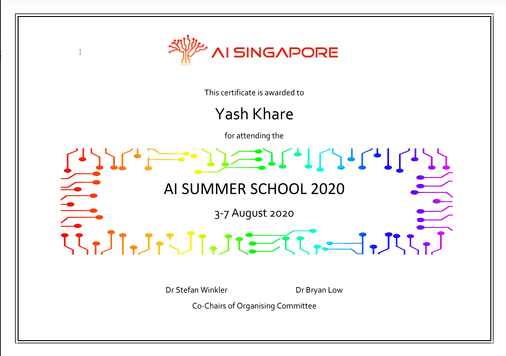 AI SINGAPORE
This certificate is awarded to
Yash Khare
for attending the
AI SUMMER SCHOOL 2020
3-7 August 2020
Dr Stefan Winkler Dr Bryan Low
Co-Chairs of Organising Committee